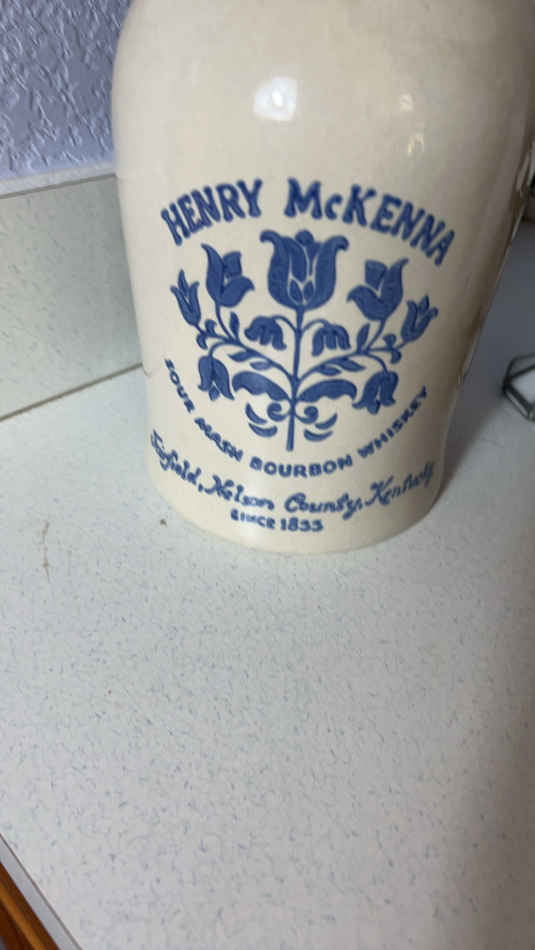 HENRY McKENNA
SOUR MASH BOURBON WHISKEY
Fairfield, Nelson County, Kentucky
SINCE 1855